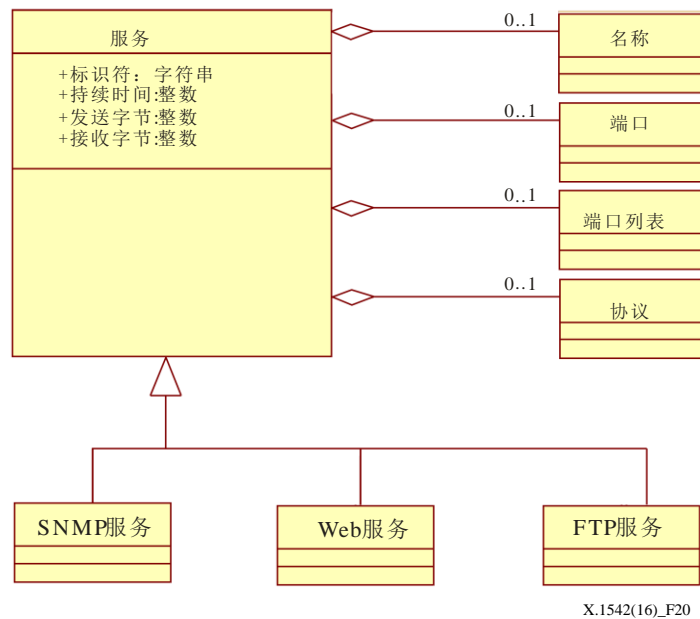 服务
+标识符：字符串
+持续时间:整数
+发送字节:整数
+接收字节:整数
0..1
名称
0..1
端口
0..1
端口列表
0..1
协议
SNMP服务
Web服务
FTP服务
X.1542(16)_F20